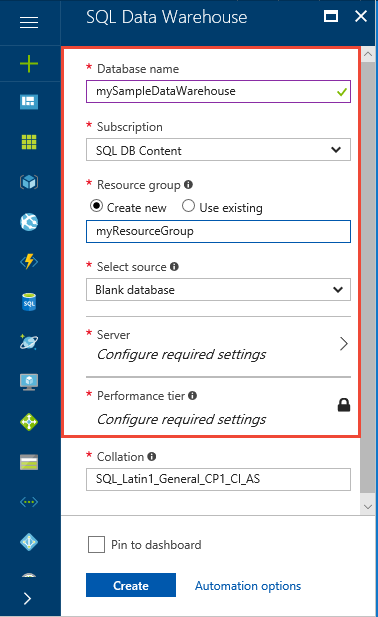 SQL Data Warehouse
* Database name
mySampleDataWarehouse
* Subscription
SQL DB Content
* Resource group
Create new Use existing
myResourceGroup
* Select source
Blank database
* Server
Configure required settings
* Performance tier
Configure required settings
* Collation
SQL_Latin1_General_CP1_CI_AS
SQL
Pin to dashboard
Create Automation options